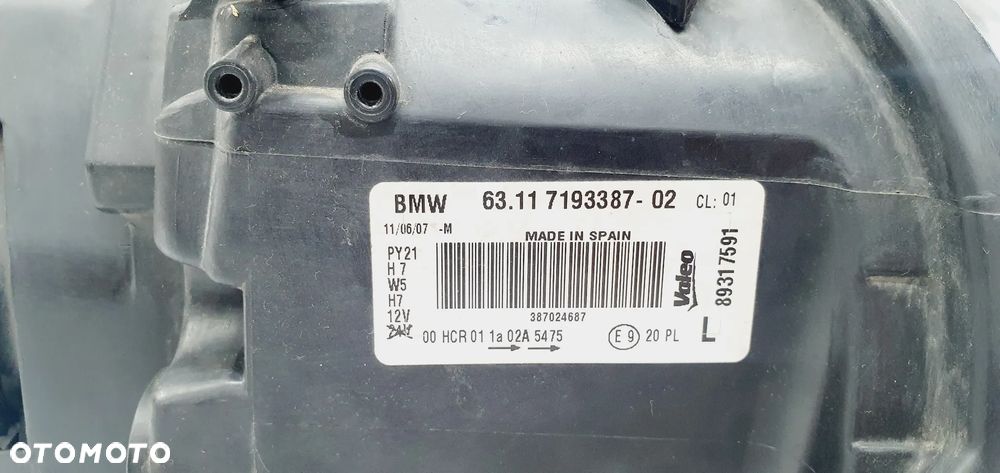 BMW 63.11 7193387- 02 CL: 01
11/06/07 -M
MADE IN SPAIN
PY21
H 7
W5
H7
12V
24V
387024687
Valeo
89317591
L
00 HCR 01 1a 02A 5475
E 9 20 PL
OTOMOTO